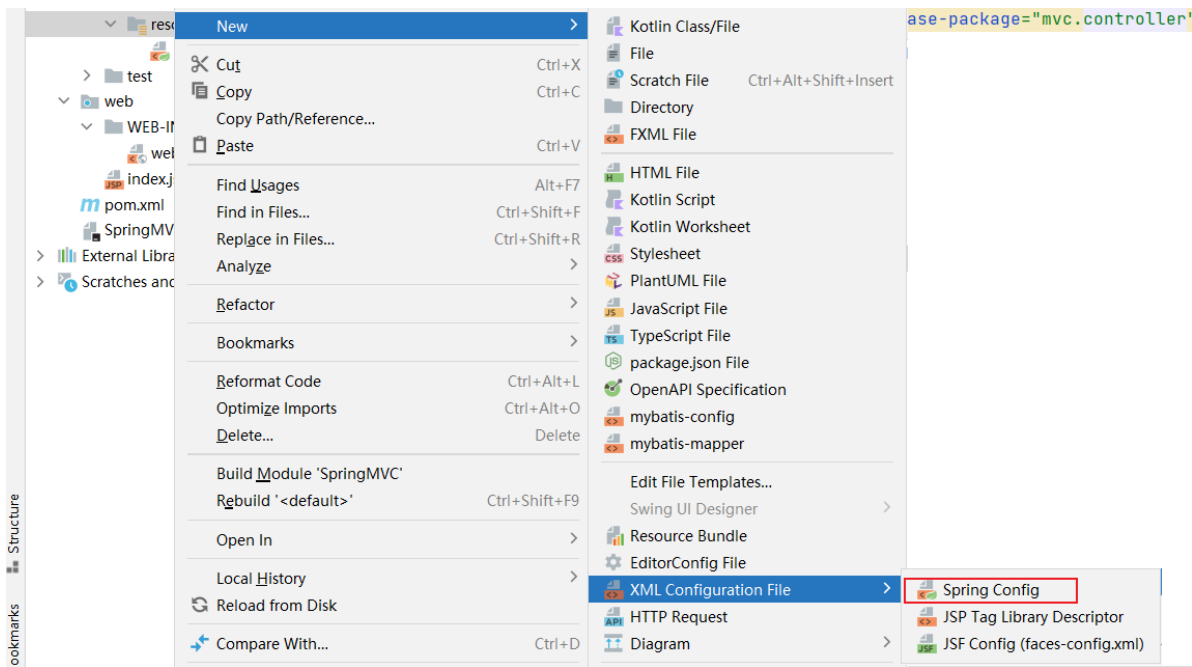 resc
test
web
WEB-IN
web
index.j
pom.xml
SpringMV
External Libra
Scratches and
Structure
ookmarks
New
Cut Ctrl+X
Copy Ctrl+C
Copy Path/Reference...
Paste Ctrl+V
Find Usages Alt+F7
Find in Files... Ctrl+Shift+F
Replace in Files... Ctrl+Shift+R
Analyze
Refactor
Bookmarks
Reformat Code Ctrl+Alt+L
Optimize Imports Ctrl+Alt+O
Delete... Delete
Build Module 'SpringMVC'
Rebuild '<default>' Ctrl+Shift+F9
Open In
Local History
Reload from Disk
Compare With... Ctrl+D
Kotlin Class/File
File
Scratch File Ctrl+Alt+Shift+Insert
Directory
FXML File
HTML File
Kotlin Script
Kotlin Worksheet
Stylesheet
PlantUML File
JavaScript File
TypeScript File
package.json File
OpenAPI Specification
mybatis-config
mybatis-mapper
Edit File Templates...
Swing UI Designer
Resource Bundle
EditorConfig File
XML Configuration File
HTTP Request
Diagram
Spring Config
JSP Tag Library Descriptor
JSF Config (faces-config.xml)
ase-package="mvc.controller"